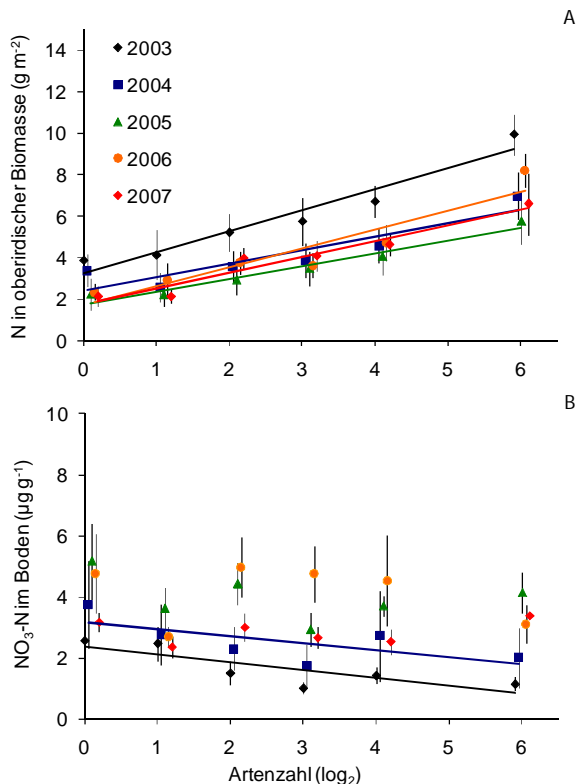 A
N in oberirdischer Biomasse (g m-2)
14
12
10
8
6
4
2
0
2003
2004
2005
2006
2007
0 1 2 3 4 5 6
B
NO3-N im Boden (µg g-1)
10
8
6
4
2
0
0 1 2 3 4 5 6
Artenzahl (log2)